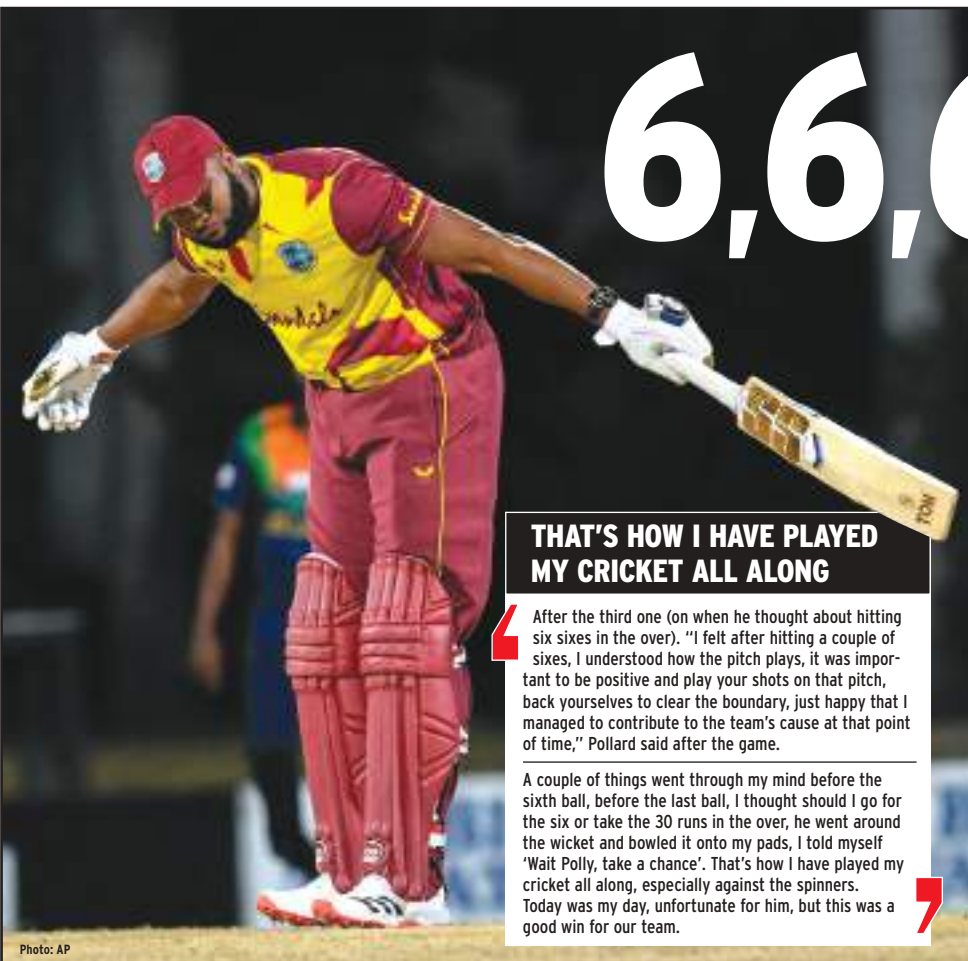 6,6,6
THAT'S HOW I HAVE PLAYED
MY CRICKET ALL ALONG
After the third one (on when he thought about hitting
six sixes in the over). “I felt after hitting a couple of
sixes, I understood how the pitch plays, it was impor-
tant to be positive and play your shots on that pitch,
back yourselves to clear the boundary, just happy that I
managed to contribute to the team's cause at that point
of time,” Pollard said after the game.
A couple of things went through my mind before the
sixth ball, before the last ball, I thought should I go for
the six or take the 30 runs in the over, he went around
the wicket and bowled it onto my pads, I told myself
‘Wait Polly, take a chance’. That's how I have played my
cricket all along, especially against the spinners.
Today was my day, unfortunate for him, but this was a
good win for our team.
SS
TON
Photo: AP